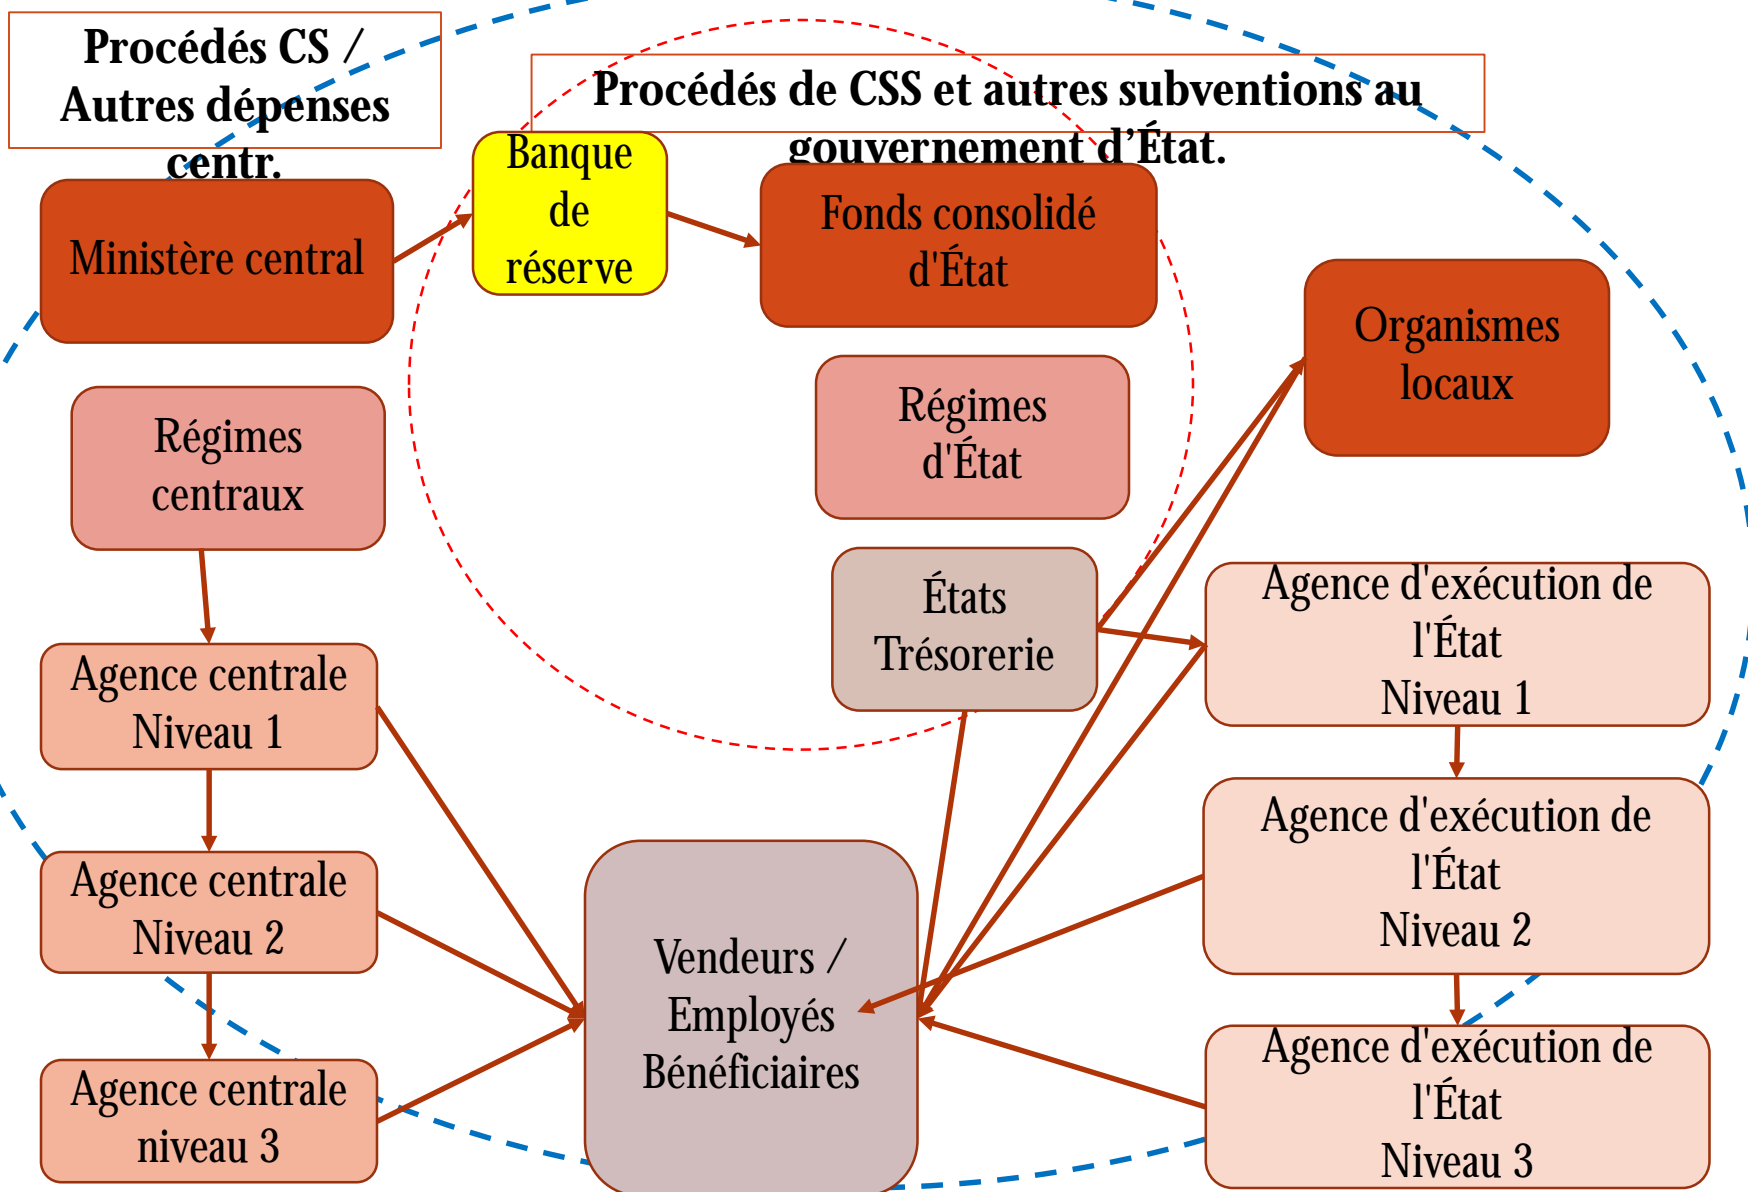 Procédés CS /
Autres dépenses
centr.
Procédés de CSS et autres subventions au
gouvernement d’État.
Banque
de
réserve
Ministère central
Fonds consolidé
d'État
Organismes
locaux
Régimes
centraux
Régimes
d'État
États
Trésorerie
Agence d'exécution de
l'État
Niveau 1
Agence centrale
Niveau 1
Agence d'exécution de
l'État
Niveau 2
Agence centrale
Niveau 2
Vendeurs /
Employés
Bénéficiaires
Agence d'exécution de
l'État
Niveau 3
Agence centrale
niveau 3